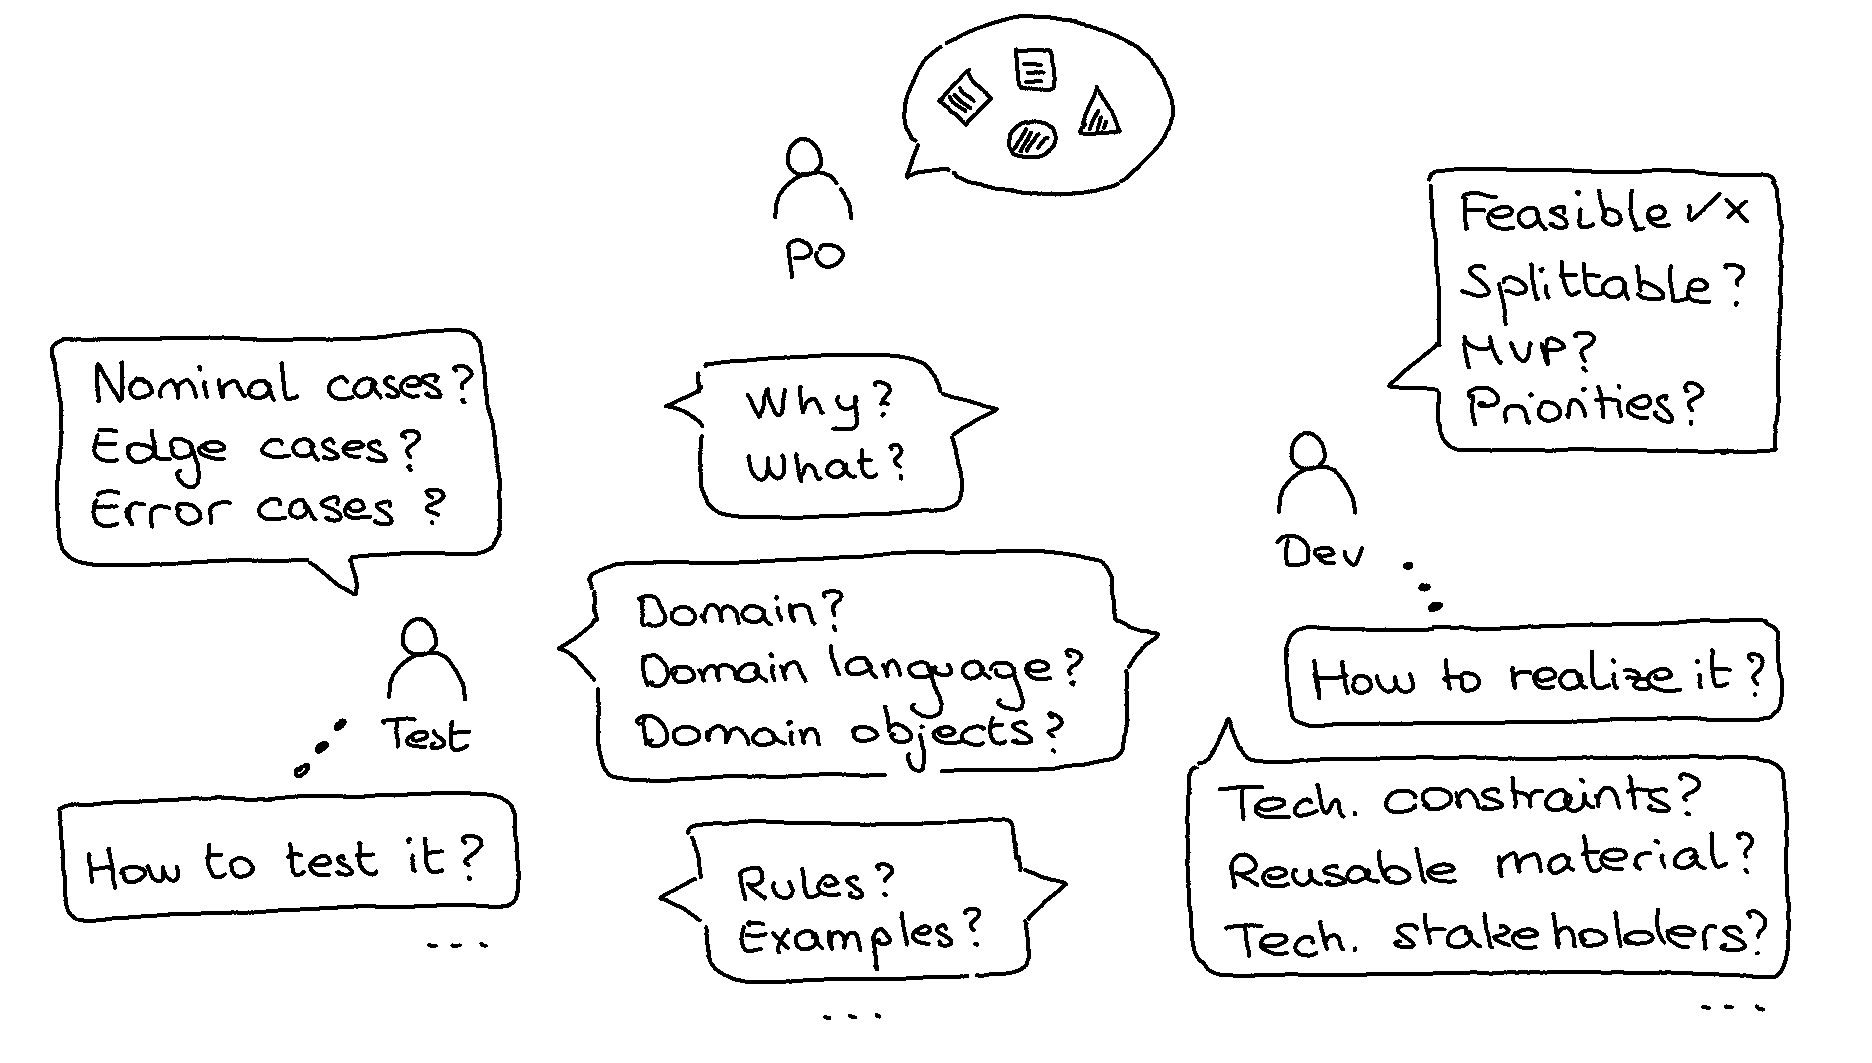 PO
Feasible ✓x
Splittable?
MVP?
Priorities?
Nominal cases?
Edge cases?
Error cases ?
Why?
What?
Dev
Domain?
Domain language?
Domain objects?
Test
How to realize it?
Tech. constraints?
Reusable material?
Tech. stakeholders?
How to test it?
...
Rules?
Examples?
...
...